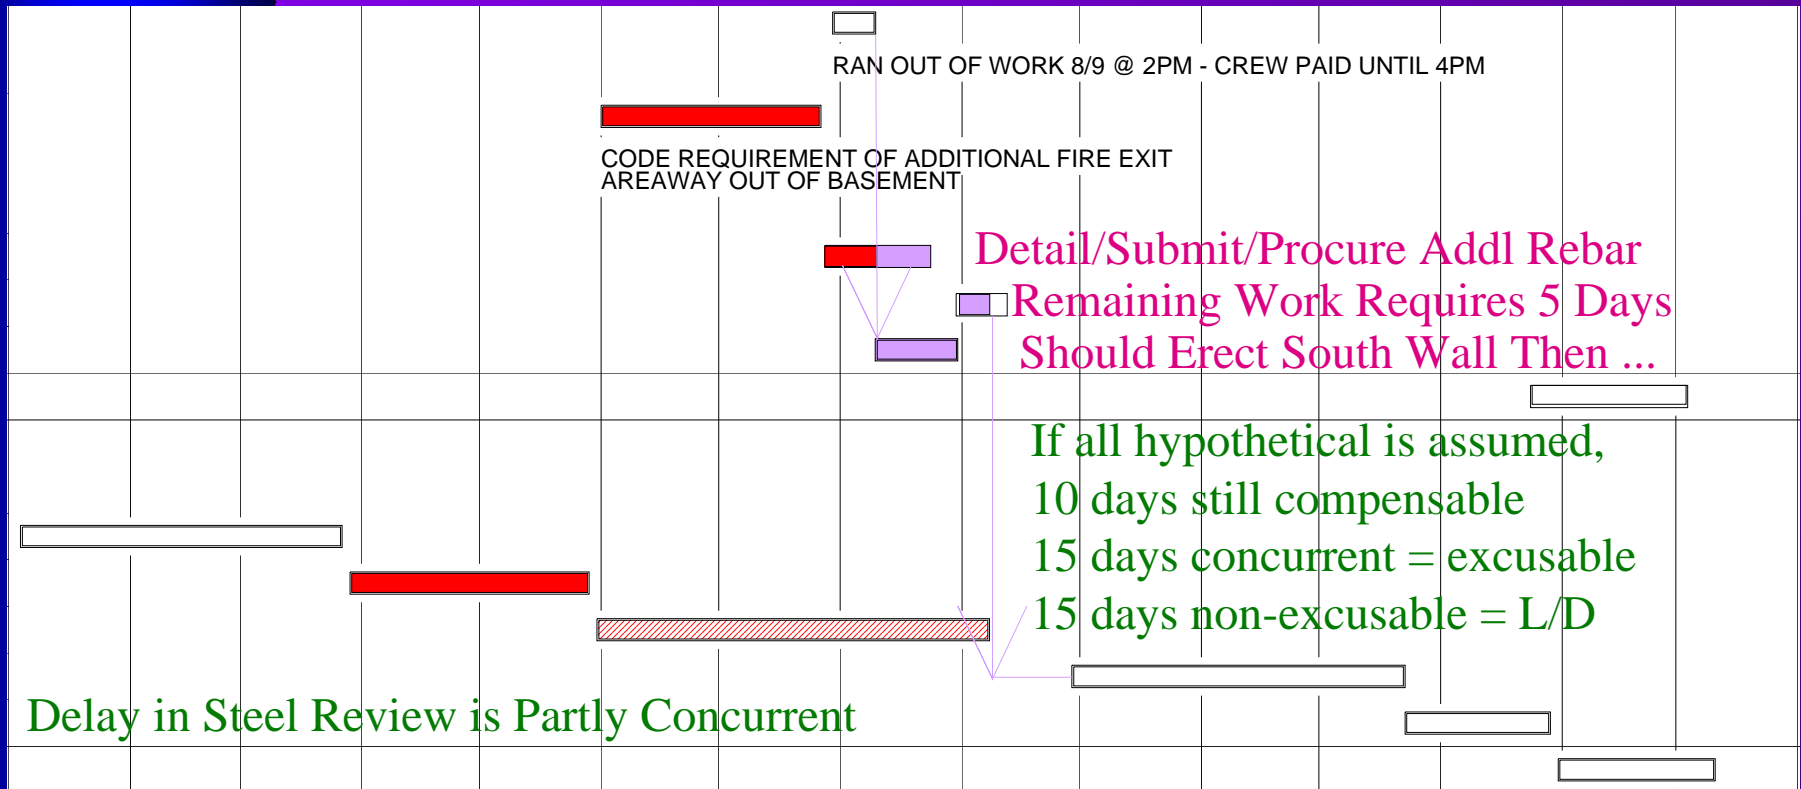 RAN OUT OF WORK 8/9 @ 2PM - CREW PAID UNTIL 4PM
CODE REQUIREMENT OF ADDITIONAL FIRE EXIT
AREAWAY OUT OF BASEMENT
Detail/Submit/Procure Addl Rebar
Remaining Work Requires 5 Days
Should Erect South Wall Then ...
If all hypothetical is assumed,
10 days still compensable
15 days concurrent = excusable
15 days non-excusable = L/D
Delay in Steel Review is Partly Concurrent